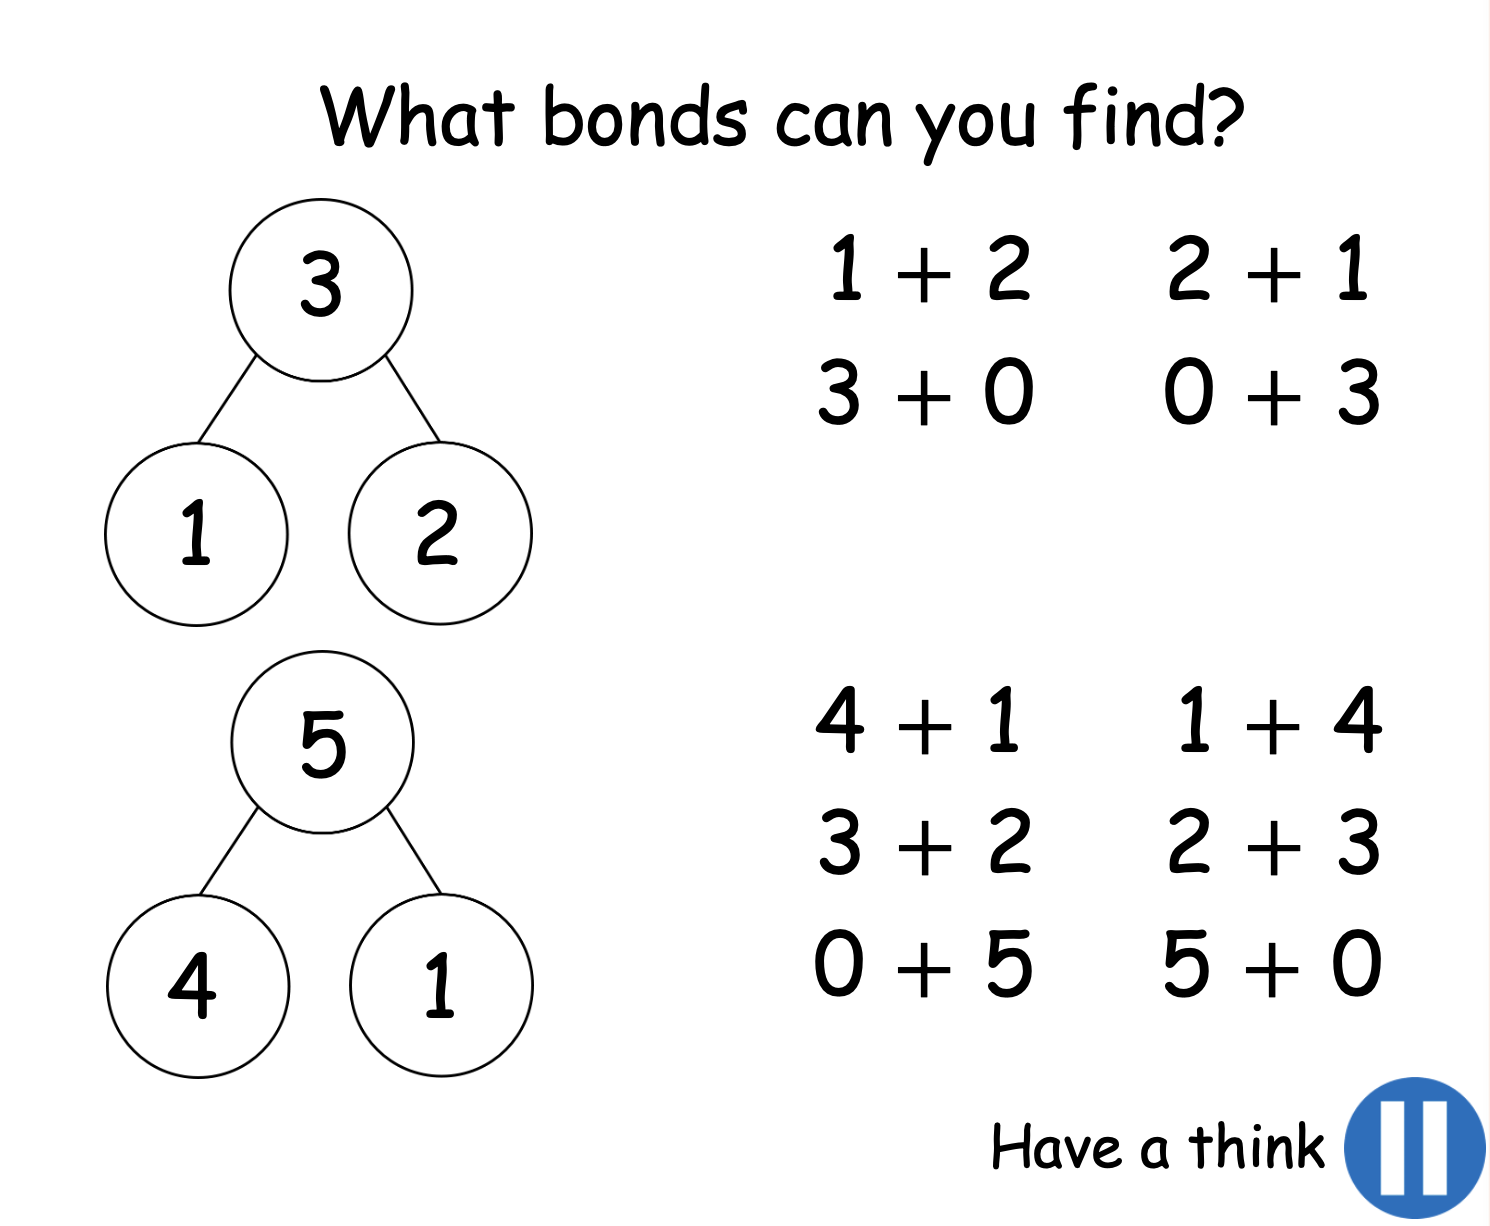 What bonds can you find?
3
1 + 2 2 + 1
3 + 0 0 + 3
1 2
5
4 + 1 1 + 4
3 + 2 2 + 3
0 + 5 5 + 0
4 1
Have a think